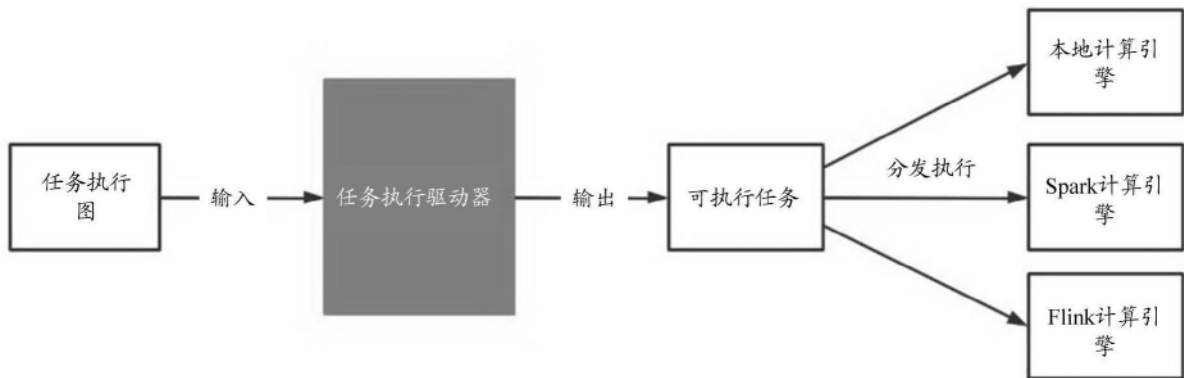 任务执行
图
输入
任务执行驱动器
输出
可执行任务
分发执行
本地计算引
擎
Spark计算引
擎
Flink计算引
擎